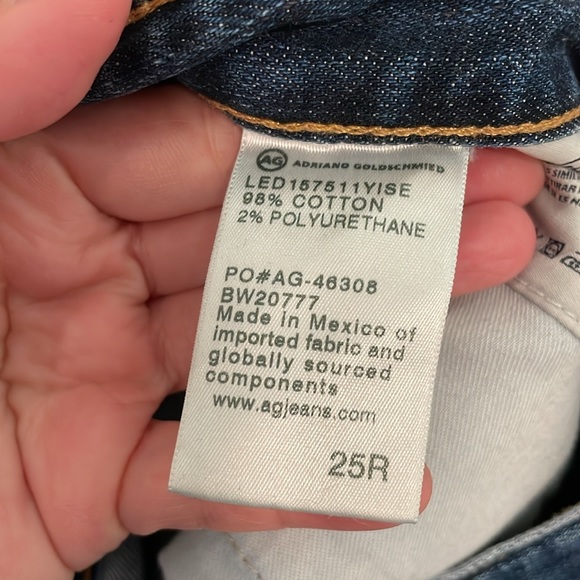 AG ADRIANO GOLDSCHMIED
LED157511YISE
98% COTTON
2% POLYURETHANE
PO#AG-46308
BW20777
Made in Mexico of
imported fabric and
globally sourced
components
www.agjeans.com
25R